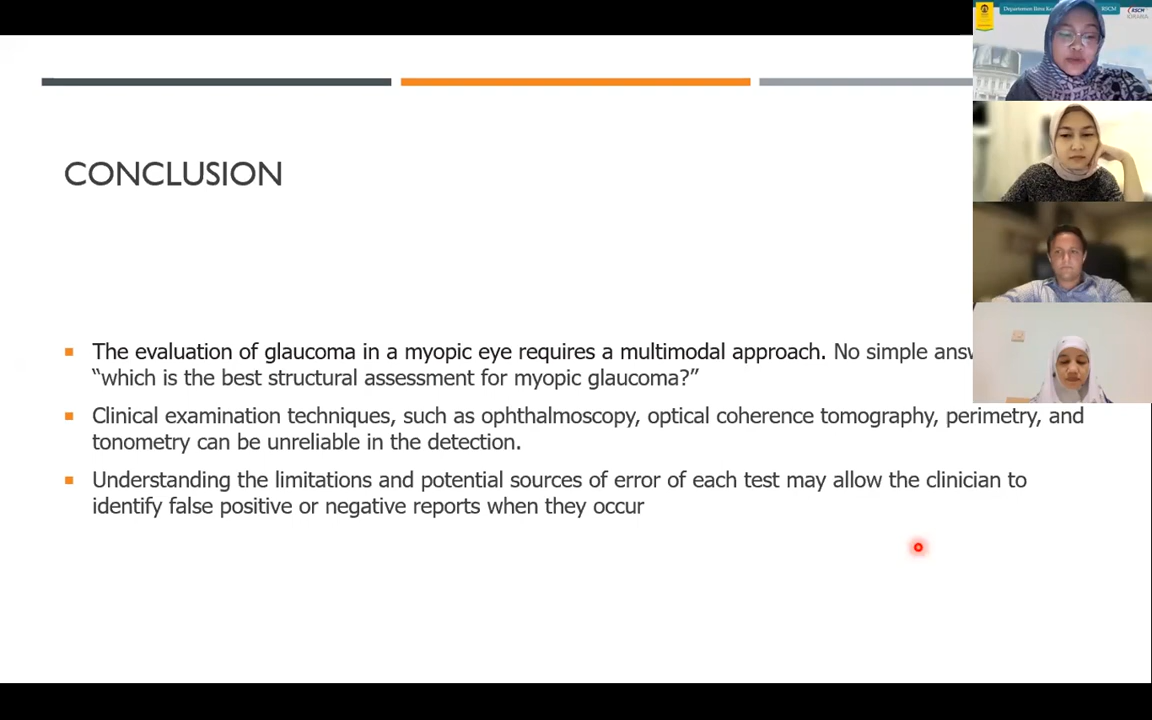 Departemen
RSCM
RSCM
CONCLUSION
The evaluation of glaucoma in a myopic eye requires a multimodal approach. No simple
“which is the best structural assessment for myopic glaucoma?”
Clinical examination techniques, such as ophthalmoscopy, optical coherence tomography, perimetry, and
tonometry can be unreliable in the detection.
Understanding the limitations and potential sources of error of each test may allow the clinician to
identify false positive or negative reports when they occur